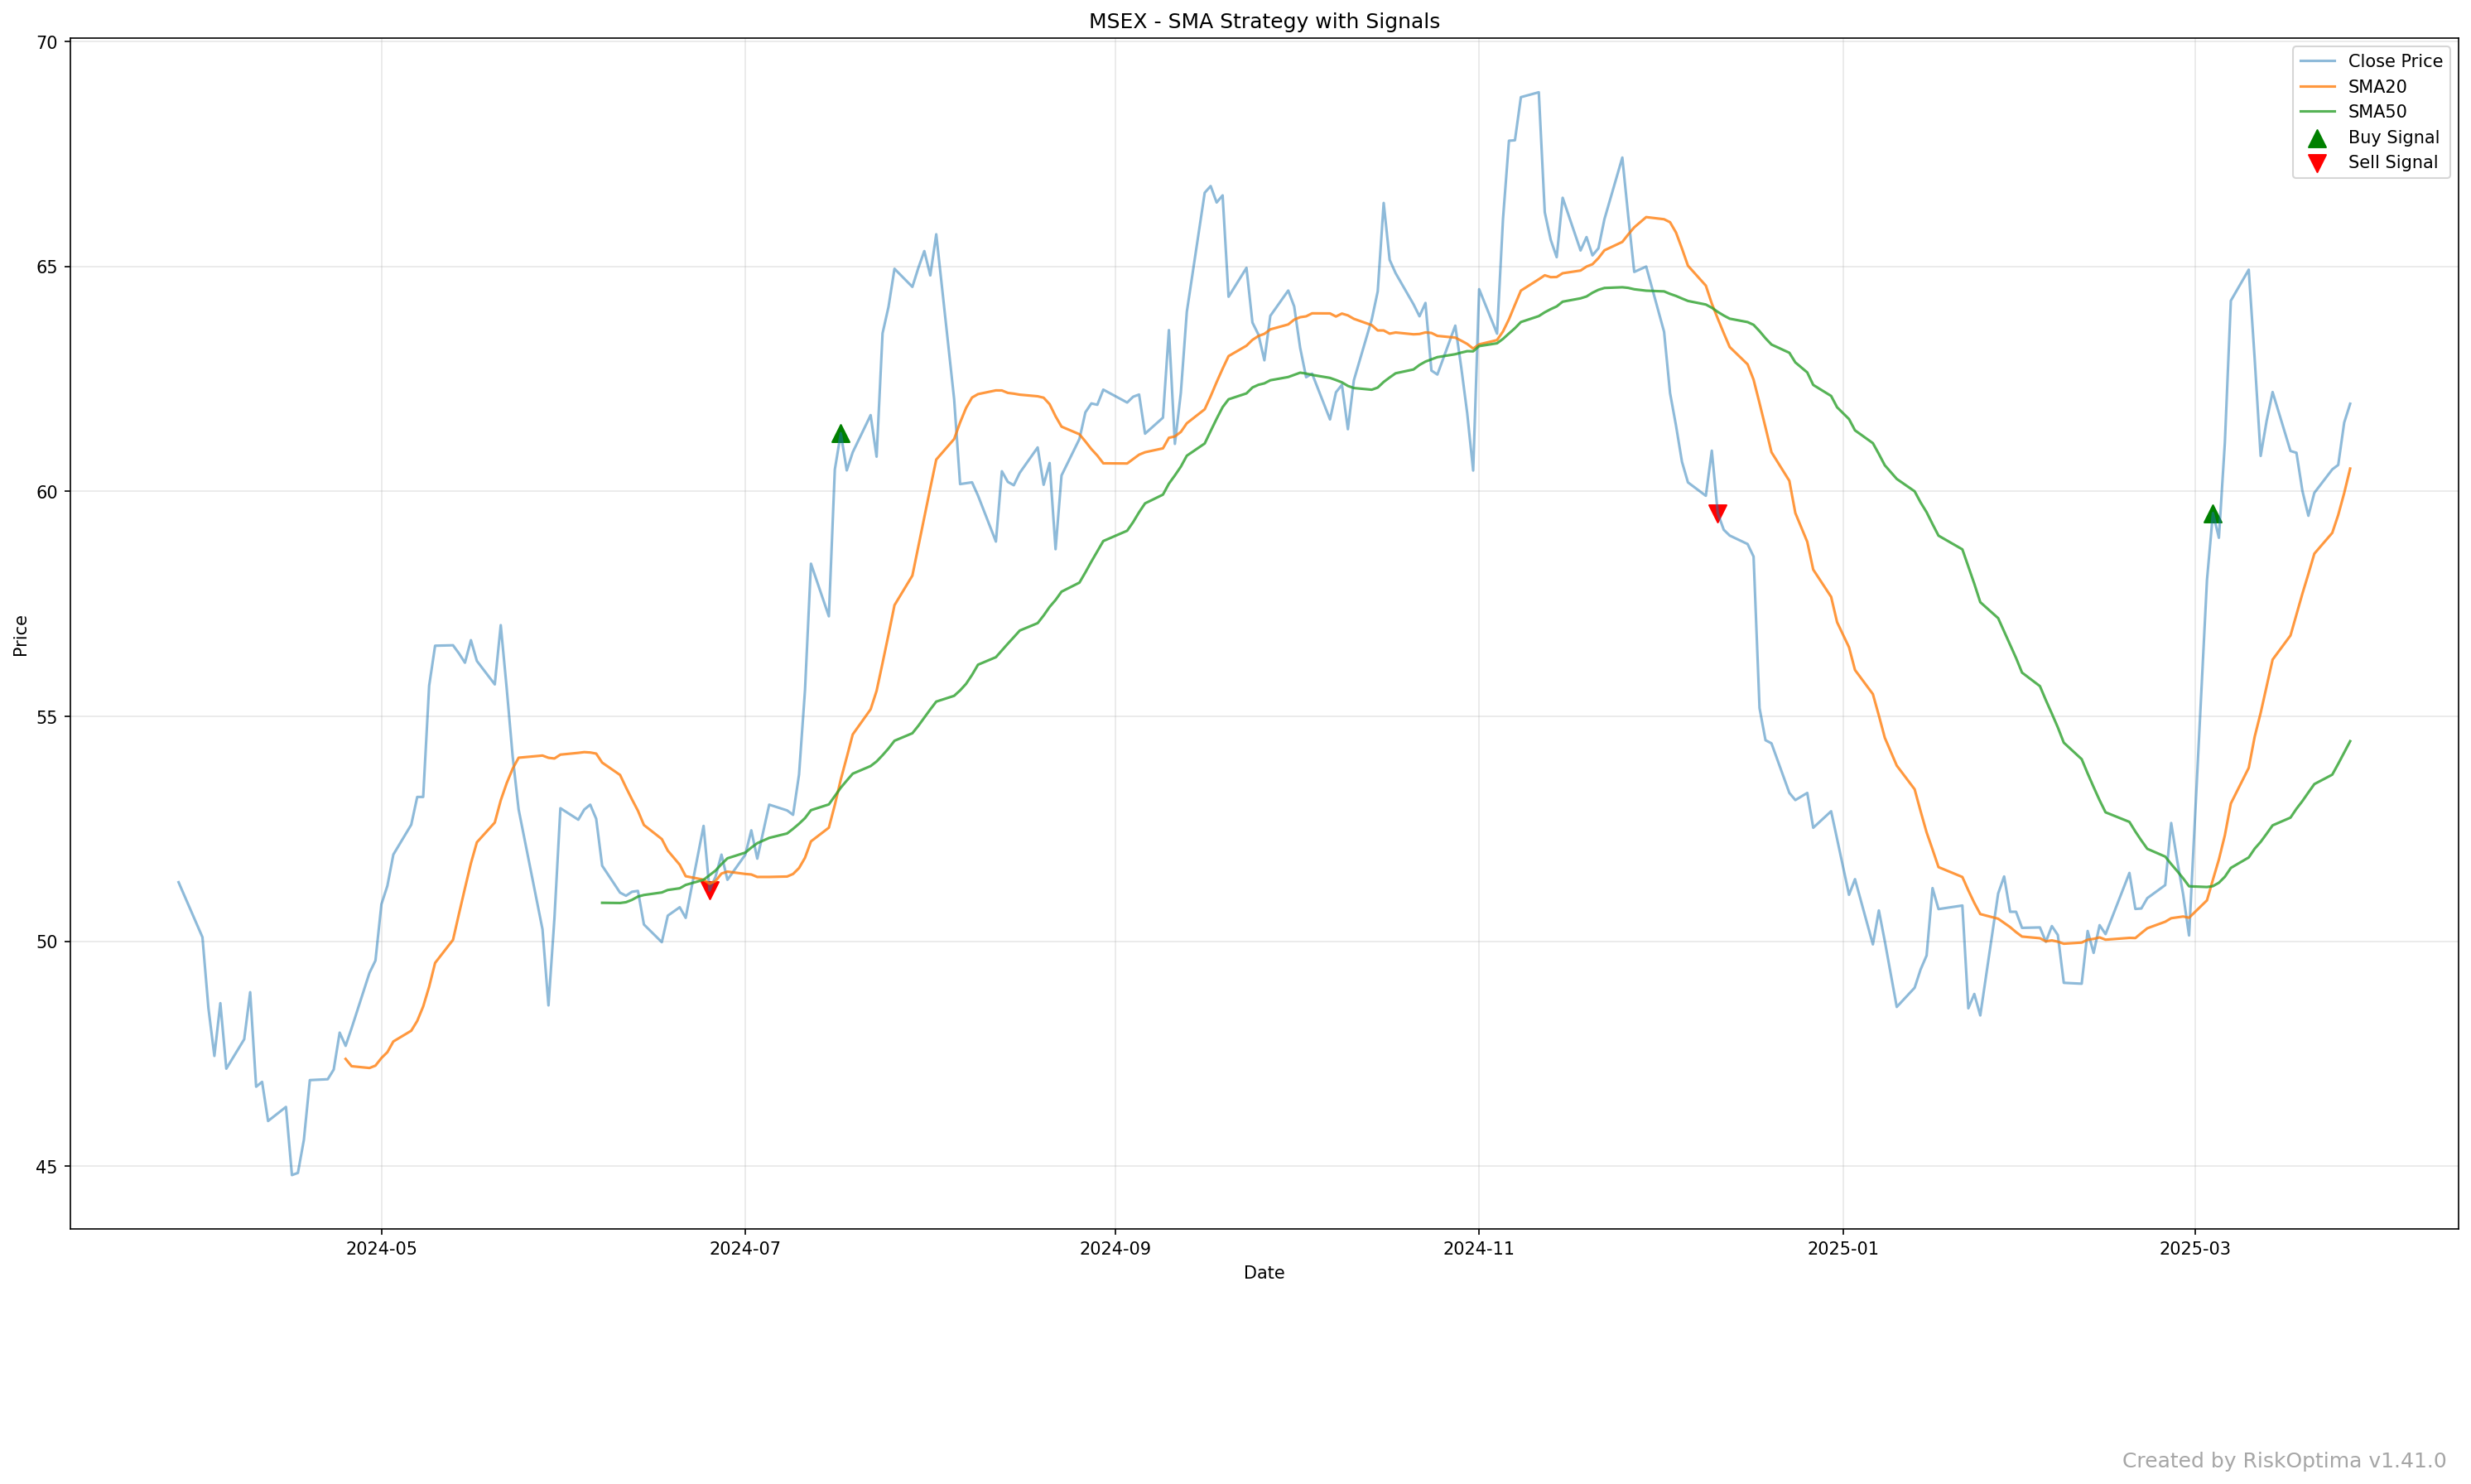 MSEX - SMA Strategy with Signals
70
65
60
55
50
45
Price
Close Price
SMA20
SMA50
Buy Signal
Sell Signal
2024-05
2024-07
2024-09
2024-11
2025-01
2025-03
Date
Created by RiskOptima v1.41.0